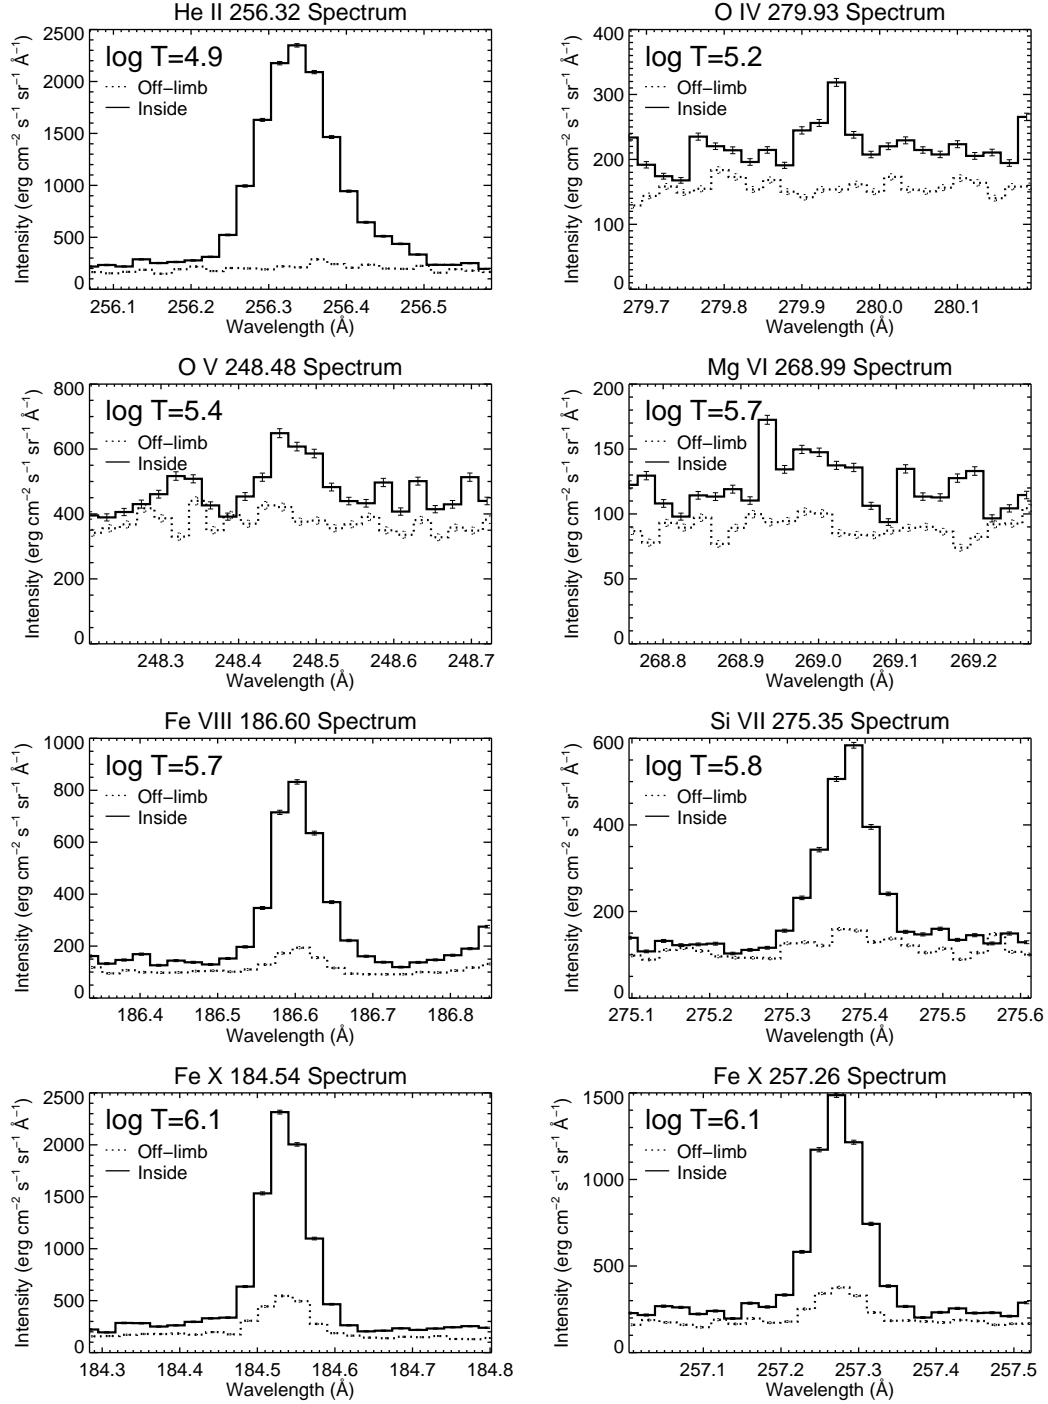 He II 256.32 Spectrum
Intensity (erg cm⁻² s⁻¹ sr⁻¹ Å⁻¹)
2500
2000
1500
1000
500
0
log T=4.9
Off-limb
Inside
256.1 256.2 256.3 256.4 256.5
Wavelength (Å)
O IV 279.93 Spectrum
Intensity (erg cm⁻² s⁻¹ sr⁻¹ Å⁻¹)
400
300
200
100
0
log T=5.2
Off-limb
Inside
279.7 279.8 279.9 280.0 280.1
Wavelength (Å)
O V 248.48 Spectrum
Intensity (erg cm⁻² s⁻¹ sr⁻¹ Å⁻¹)
800
600
400
200
0
log T=5.4
Off-limb
Inside
248.3 248.4 248.5 248.6 248.7
Wavelength (Å)
Mg VI 268.99 Spectrum
Intensity (erg cm⁻² s⁻¹ sr⁻¹ Å⁻¹)
200
150
100
50
0
log T=5.7
Off-limb
Inside
268.8 268.9 269.0 269.1 269.2
Wavelength (Å)
Fe VIII 186.60 Spectrum
Intensity (erg cm⁻² s⁻¹ sr⁻¹ Å⁻¹)
1000
800
600
400
200
0
log T=5.7
Off-limb
Inside
186.4 186.5 186.6 186.7 186.8
Wavelength (Å)
Si VII 275.35 Spectrum
Intensity (erg cm⁻² s⁻¹ sr⁻¹ Å⁻¹)
600
400
200
0
log T=5.8
Off-limb
Inside
275.1 275.2 275.3 275.4 275.5 275.6
Wavelength (Å)
Fe X 184.54 Spectrum
Intensity (erg cm⁻² s⁻¹ sr⁻¹ Å⁻¹)
2500
2000
1500
1000
500
0
log T=6.1
Off-limb
Inside
184.3 184.4 184.5 184.6 184.7 184.8
Wavelength (Å)
Fe X 257.26 Spectrum
Intensity (erg cm⁻² s⁻¹ sr⁻¹ Å⁻¹)
1500
1000
500
0
log T=6.1
Off-limb
Inside
257.1 257.2 257.3 257.4 257.5
Wavelength (Å)